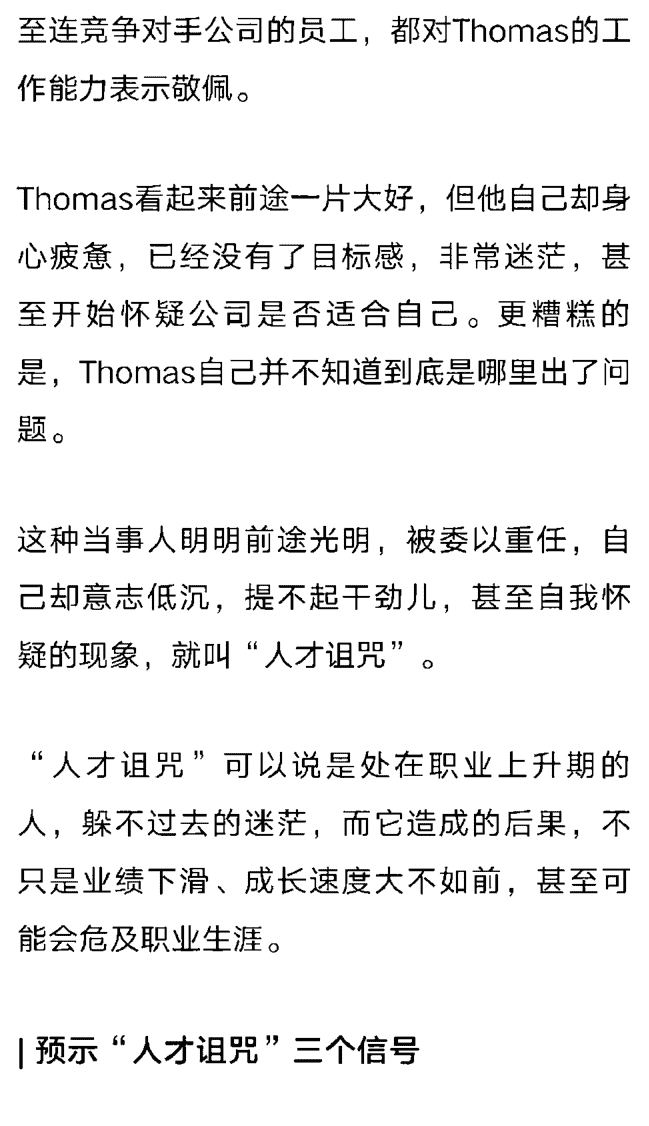 至连竞争对手公司的员工，都对Thomas的工
作能力表示敬佩。
Thomas看起来前途一片大好，但他自己却身
心疲惫，已经没有了目标感，非常迷茫，甚
至开始怀疑公司是否适合自己。更糟糕的
是，Thomas自己并不知道到底是哪里出了问
题。
这种当事人明明前途光明，被委以重任，自
己却意志低沉，提不起干劲儿，甚至自我怀
疑的现象，就叫“人才诅咒”。
“人才诅咒”可以说是处在职业上升期的
人，躲不过去的迷茫，而它造成的后果，不
只是业绩下滑、成长速度大不如前，甚至可
能会危及职业生涯。
| 预示“人才诅咒”三个信号